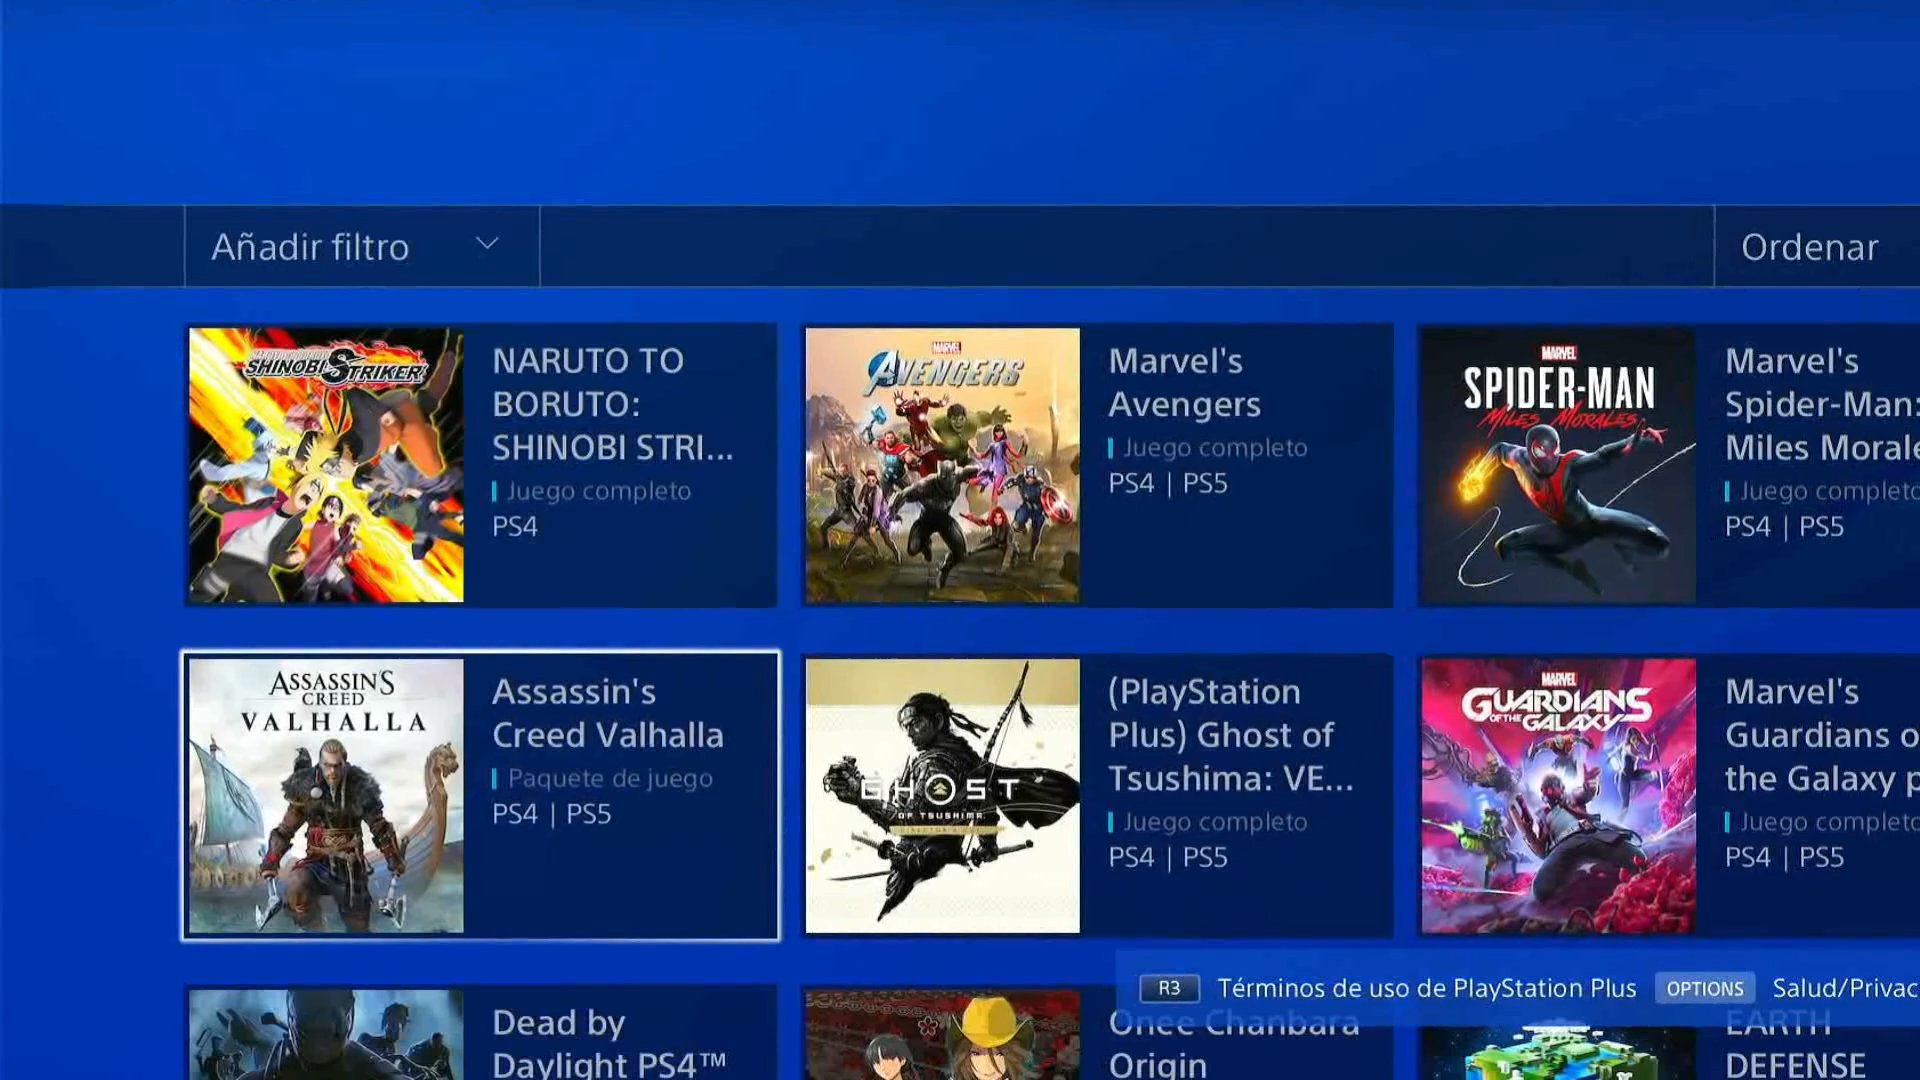 Añadir filtro
Ordenar
SHINOBI STRIKER
NARUTO TO
BORUTO:
SHINOBI STRI...
Juego completo
PS4
MARVEL
AVENGERS
Marvel's
Avengers
Juego completo
PS4 | PS5
MARVEL
SPIDER-MAN
MILES MORALES
Marvel's
Spider-Man:
Miles Morale
Juego completo
PS4 | PS5
ASSASSIN'S
CREED
VALHALLA
Assassin's
Creed Valhalla
Paquete de juego
PS4 | PS5
GHOST
OF TSUSHIMA
DIRECTOR'S CUT
(PlayStation
Plus) Ghost of
Tsushima: VE...
Juego completo
PS4 | PS5
MARVEL
GUARDIANS
OF THE GALAXY
Marvel's
Guardians o
the Galaxy p
Juego completo
PS4 | PS5
R3 Términos de uso de PlayStation Plus OPTIONS Salud/Privac
Dead by
Daylight PS4™
Onee Chanbara
Origin
EARTH
DEFENSE